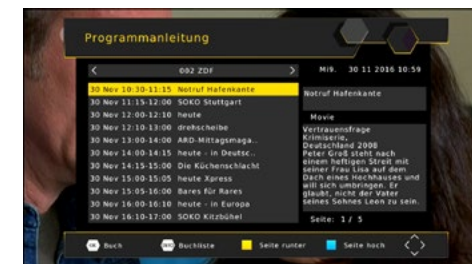 Programmanleitung
< 002 ZDF >
Mi9. 30 11 2016 10:59
30 Nov 10:30-11:15 Notruf Hafenkante
30 Nov 11:15-12:00 SOKO Stuttgart
30 Nov 12:00-12:10 heute
30 Nov 12:10-13:00 drehscheibe
30 Nov 13:00-14:00 ARD-Mittagsmaga..
30 Nov 14:00-14:15 heute - in Deutsc..
30 Nov 14:15-15:00 Die Küchenschlacht
30 Nov 15:00-15:05 heute Xpress
30 Nov 15:05-16:00 Bares für Rares
30 Nov 16:00-16:10 heute - in Europa
30 Nov 16:10-17:00 SOKO Kitzbühel
Notruf Hafenkante
Movie
Vertrauensfrage
Krimiserie,
Deutschland 2008
Peter Groß steht nach
einem heftigen Streit mit
seiner Frau Lisa auf dem
Dach eines Hochhauses und
will sich umbringen. Er
glaubt, nicht der Vater
seines Sohnes Leon zu sein.
Seite: 1/ 5
OK Buch
INFO Buchliste
Seite runter
Seite hoch